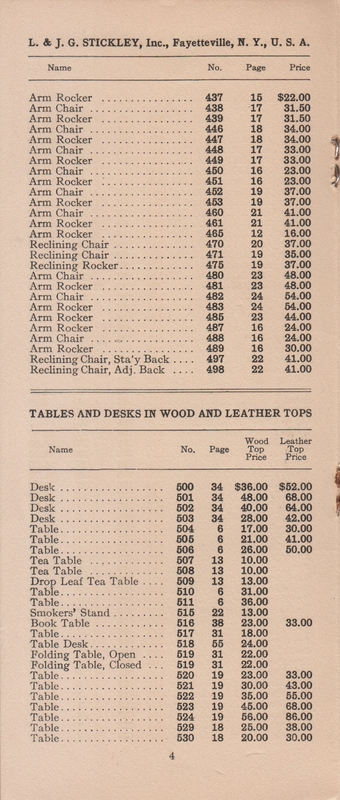 L. & J. G. STICKLEY, Inc., Fayetteville, N. Y., U. S. A.
Name No. Page Price
Arm Rocker ................ 437 15 $22.00
Arm Chair ................ 438 17 31.50
Arm Rocker ................ 439 17 31.50
Arm Chair ................ 446 18 34.00
Arm Rocker ................ 447 18 34.00
Arm Chair ................ 448 17 33.00
Arm Rocker ................ 449 17 33.00
Arm Chair ................ 450 16 23.00
Arm Rocker ................ 451 16 23.00
Arm Chair ................ 452 19 37.00
Arm Rocker ................ 453 19 37.00
Arm Chair ................ 460 21 41.00
Arm Rocker ................ 461 21 41.00
Arm Rocker ................ 465 12 16.00
Reclining Chair .............. 470 20 37.00
Reclining Chair .............. 471 19 35.00
Reclining Rocker............. 475 19 37.00
Arm Chair ................ 480 23 48.00
Arm Rocker ................ 481 23 48.00
Arm Chair ................ 482 24 54.00
Arm Rocker ................ 483 24 54.00
Arm Rocker ................ 485 23 44.00
Arm Rocker ................ 487 16 24.00
Arm Chair ................ 488 16 24.00
Arm Rocker ................ 489 16 30.00
Reclining Chair, Sta'y Back .... 497 22 41.00
Reclining Chair, Adj. Back .... 498 22 41.00
TABLES AND DESKS IN WOOD AND LEATHER TOPS
Name No. Page Wood Top Price Leather Top Price
Desk .................. 500 34 $36.00 $52.00
Desk .................. 501 34 48.00 68.00
Desk .................. 502 34 40.00 64.00
Desk .................. 503 34 28.00 42.00
Table.................. 504 6 17.00 30.00
Table.................. 505 6 21.00 41.00
Table.................. 506 6 26.00 50.00
Tea Table .............. 507 13 10.00
Tea Table .............. 508 13 10.00
Drop Leaf Tea Table .... 509 13 13.00
Table.................. 510 6 31.00
Table.................. 511 6 36.00
Smokers' Stand ......... 515 22 13.00
Book Table ............. 516 38 23.00 33.00
Table.................. 517 31 18.00
Table Desk............. 518 55 24.00
Folding Table, Open .... 519 31 22.00
Folding Table, Closed ... 519 31 22.00
Table.................. 520 19 23.00 33.00
Table.................. 521 19 30.00 43.00
Table.................. 522 19 35.00 55.00
Table.................. 523 19 45.00 68.00
Table.................. 524 19 56.00 86.00
Table.................. 529 18 25.00 38.00
Table.................. 530 18 20.00 30.00
4